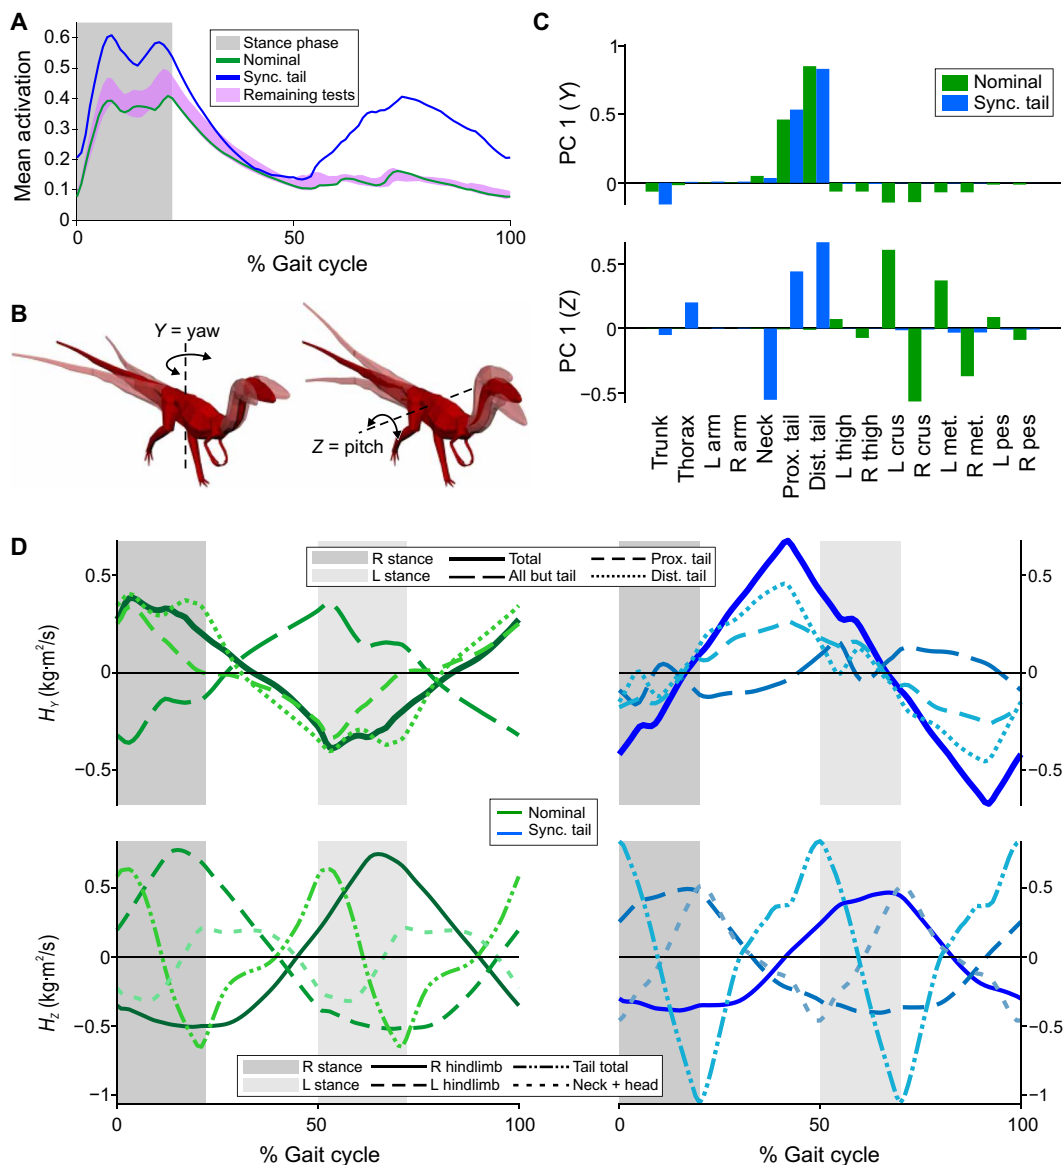 A
Mean activation
0.6
0.5
0.4
0.3
0.2
0.1
0
0
50
100
% Gait cycle
Stance phase
Nominal
Sync. tail
Remaining tests
B
Y = yaw
Z = pitch
C
PC 1 (Y)
1
0.5
0
Nominal
Sync. tail
PC 1 (Z)
0.5
0
−0.5
Trunk
Thorax
L arm
R arm
Neck
Prox. tail
Dist. tail
L thigh
R thigh
L crus
R crus
L met.
R met.
L pes
R pes
D
R stance
Total
Prox. tail
L stance
All but tail
Dist. tail
HY (kg·m²/s)
0.5
0
−0.5
0.5
0
−0.5
Nominal
Sync. tail
HZ (kg·m²/s)
0.5
0
−0.5
−1
0.5
0
−0.5
−1
R stance
R hindlimb
Tail total
L stance
L hindlimb
Neck + head
0
50
100
0
50
100
% Gait cycle
% Gait cycle